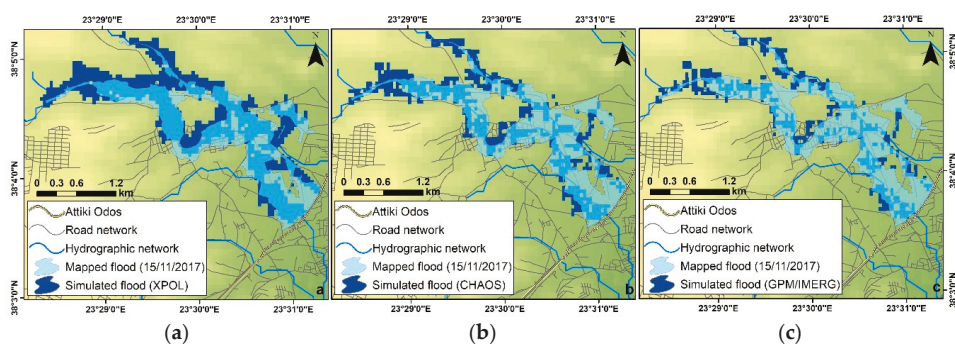 23°29'0"E 23°30'0"E 23°31'0"E
23°29'0"E 23°30'0"E 23°31'0"E
23°29'0"E 23°30'0"E 23°31'0"E
38°5'0"N
38°4'0"N
38°3'0"N
N
0 0.3 0.6 1.2
km
Attiki Odos
Road network
Hydrographic network
Mapped flood (15/11/2017)
Simulated flood (XPOL)
a
N
0 0.3 0.6 1.2
km
Attiki Odos
Road network
Hydrographic network
Mapped flood (15/11/2017)
Simulated flood (CHAOS)
b
N
0 0.3 0.6 1.2
km
Attiki Odos
Road network
Hydrographic network
Mapped flood (15/11/2017)
Simulated flood (GPM/IMERG)
c
38°5'0"N
38°4'0"N
38°3'0"N
23°29'0"E 23°30'0"E 23°31'0"E
23°29'0"E 23°30'0"E 23°31'0"E
23°29'0"E 23°30'0"E 23°31'0"E
(a)
(b)
(c)